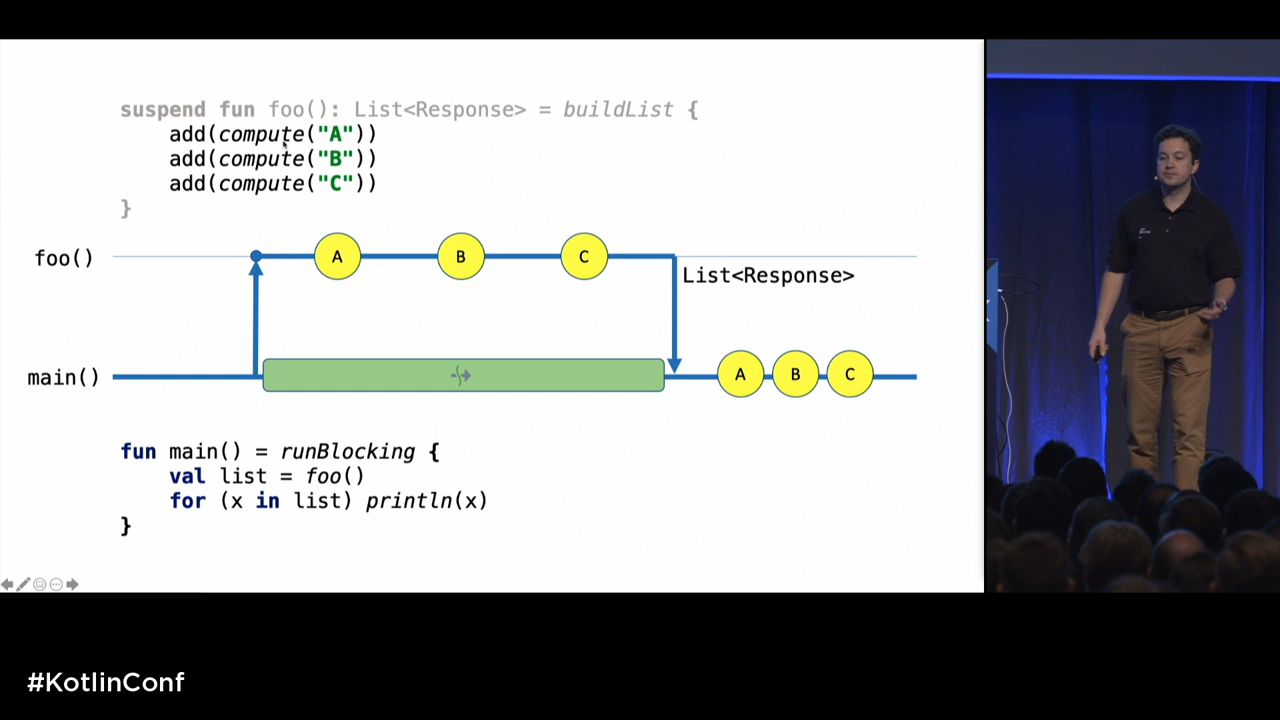 suspend fun foo(): List<Response> = buildList {
    add(compute("A"))
    add(compute("B"))
    add(compute("C"))
}
foo()
A B C
List<Response>
main()
A B C
fun main() = runBlocking {
    val list = foo()
    for (x in list) println(x)
}
#KotlinConf